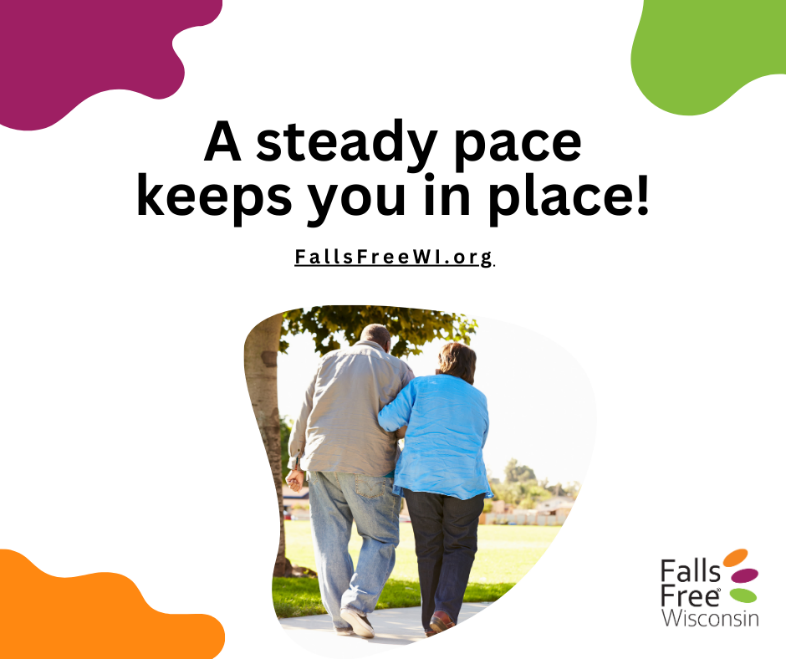 A steady pace
keeps you in place!
FallsFreeWI.org
Falls
Free®
Wisconsin